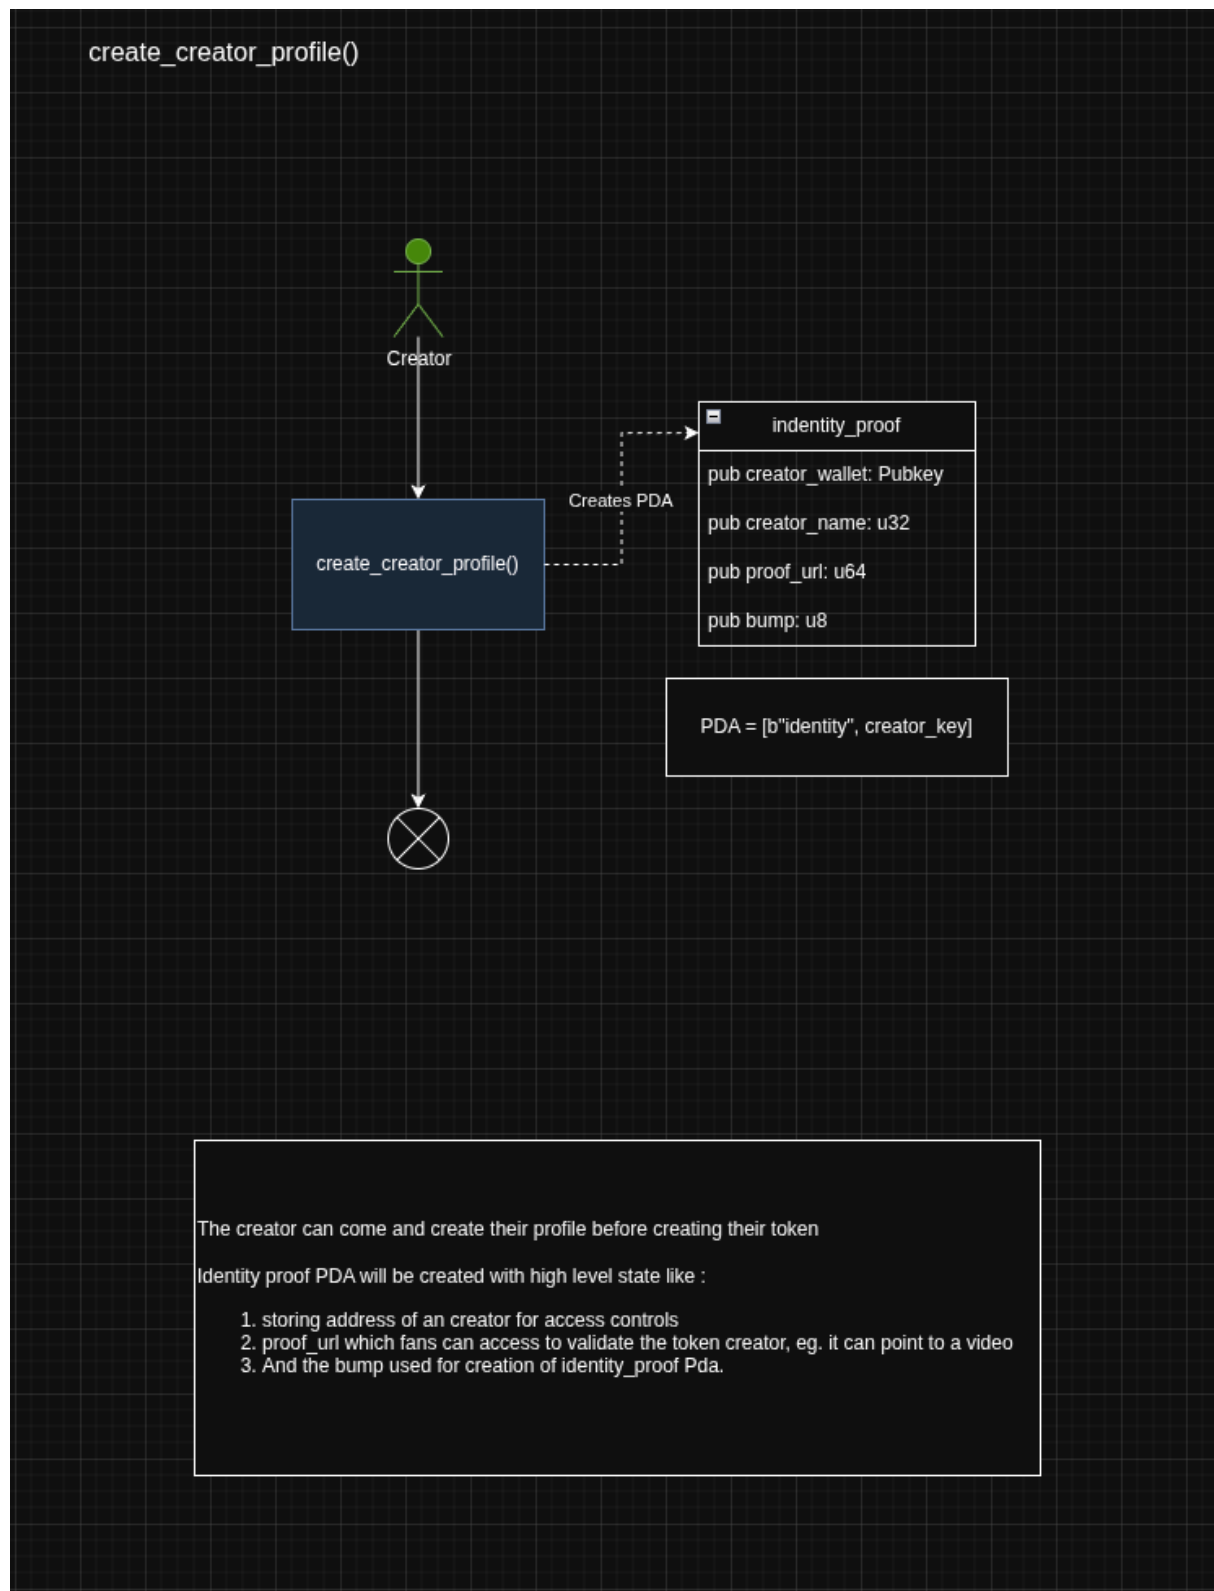 create_creator_profile()
Creator
indentity_proof
pub creator_wallet: Pubkey
Creates PDA
pub creator_name: u32
create_creator_profile()
pub proof_url: u64
pub bump: u8
PDA = [b"identity", creator_key]
The creator can come and create their profile before creating their token
Identity proof PDA will be created with high level state like :
1. storing address of an creator for access controls
2. proof_url which fans can access to validate the token creator, eg. it can point to a video
3. And the bump used for creation of identity_proof Pda.